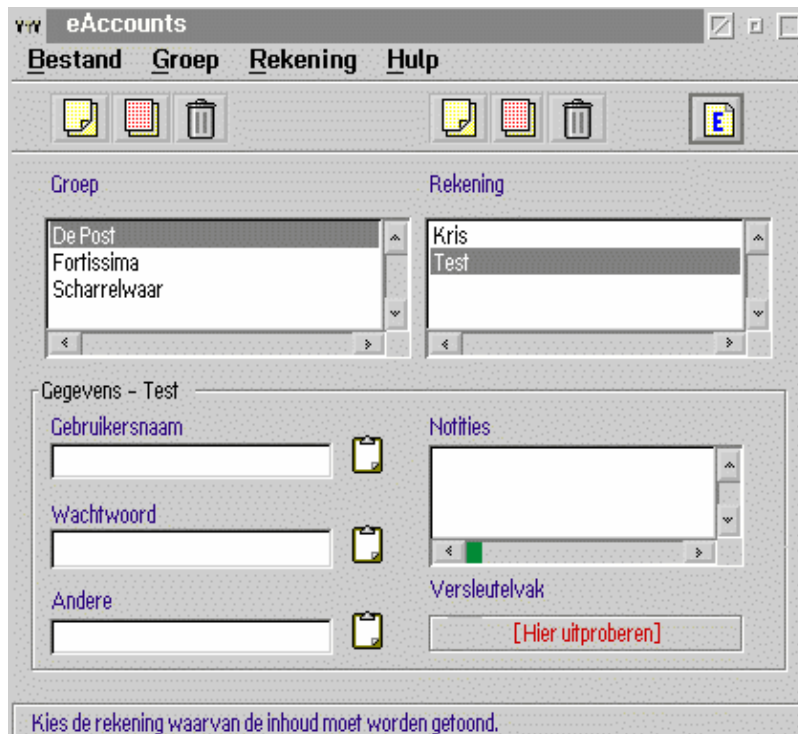 eAccounts
Bestand Groep Rekening Hulp
E
Groep
Rekening
De Post
Fortissima
Scharrelwaar
Kris
Test
Gegevens - Test
Gebruikersnaam
Notities
Wachtwoord
Andere
Versleutelvak
[Hier uitproberen]
Kies de rekening waarvan de inhoud moet worden getoond.